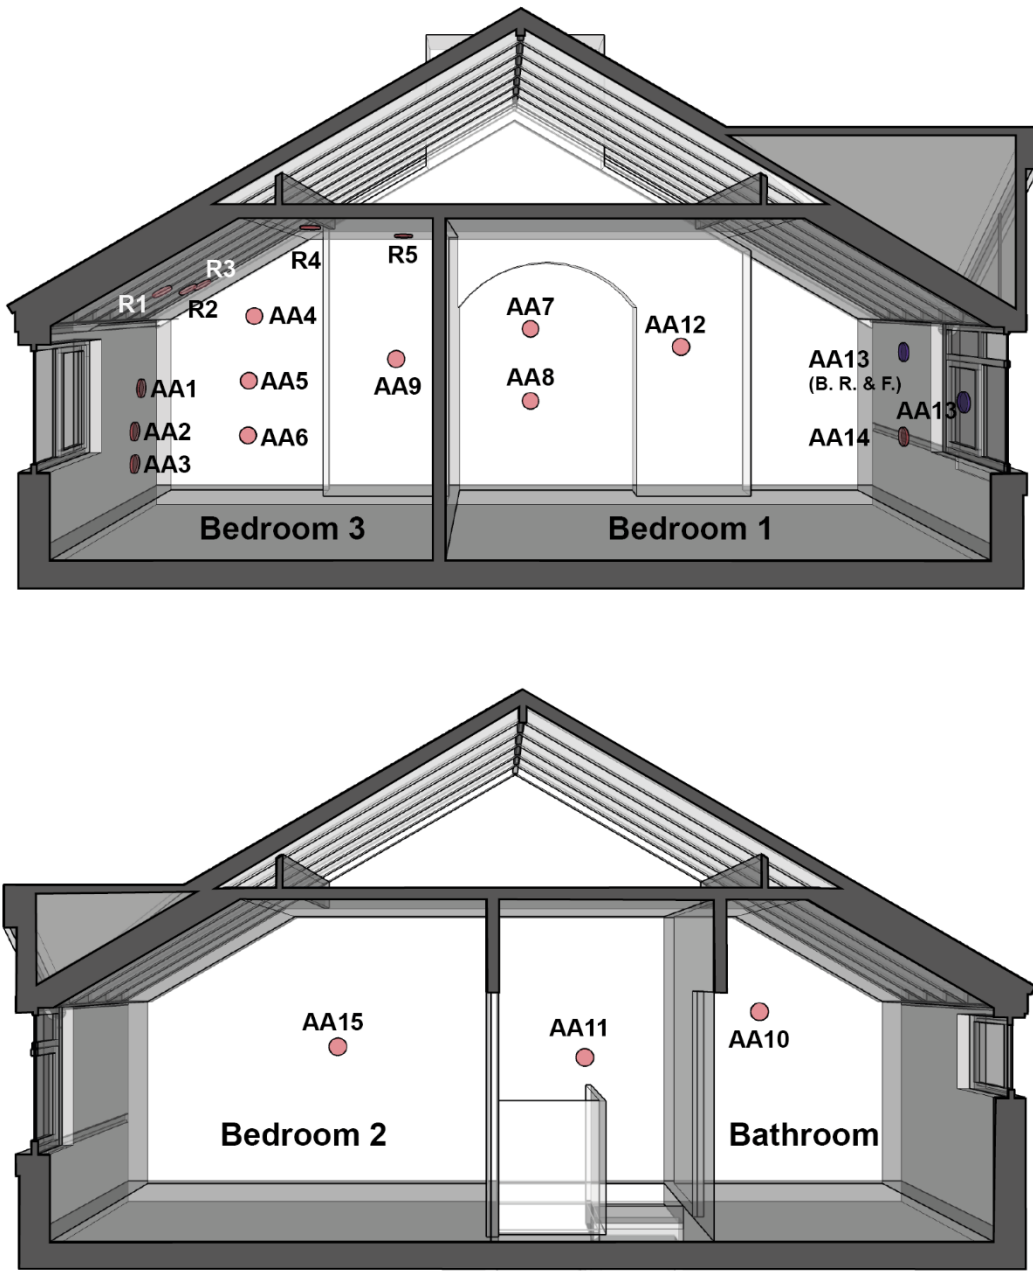 R4
R5
R3
R1
R2
AA4
AA7
AA12
AA9
AA8
AA13
(B. R. & F.)
AA5
AA1
AA13
AA2
AA6
AA14
AA3
Bedroom 3
Bedroom 1
AA15
AA11
AA10
Bedroom 2
Bathroom